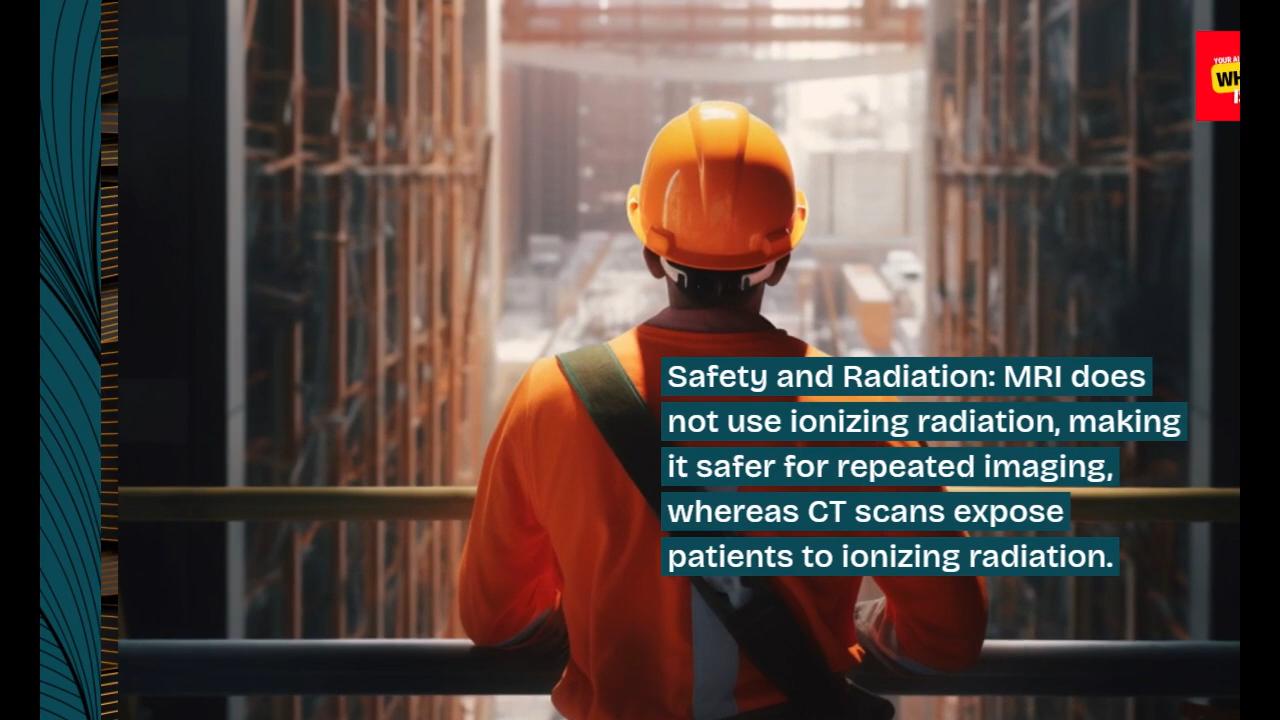 YOUR
Safety and Radiation: MRI does
not use ionizing radiation, making
it safer for repeated imaging,
whereas CT scans expose
patients to ionizing radiation.